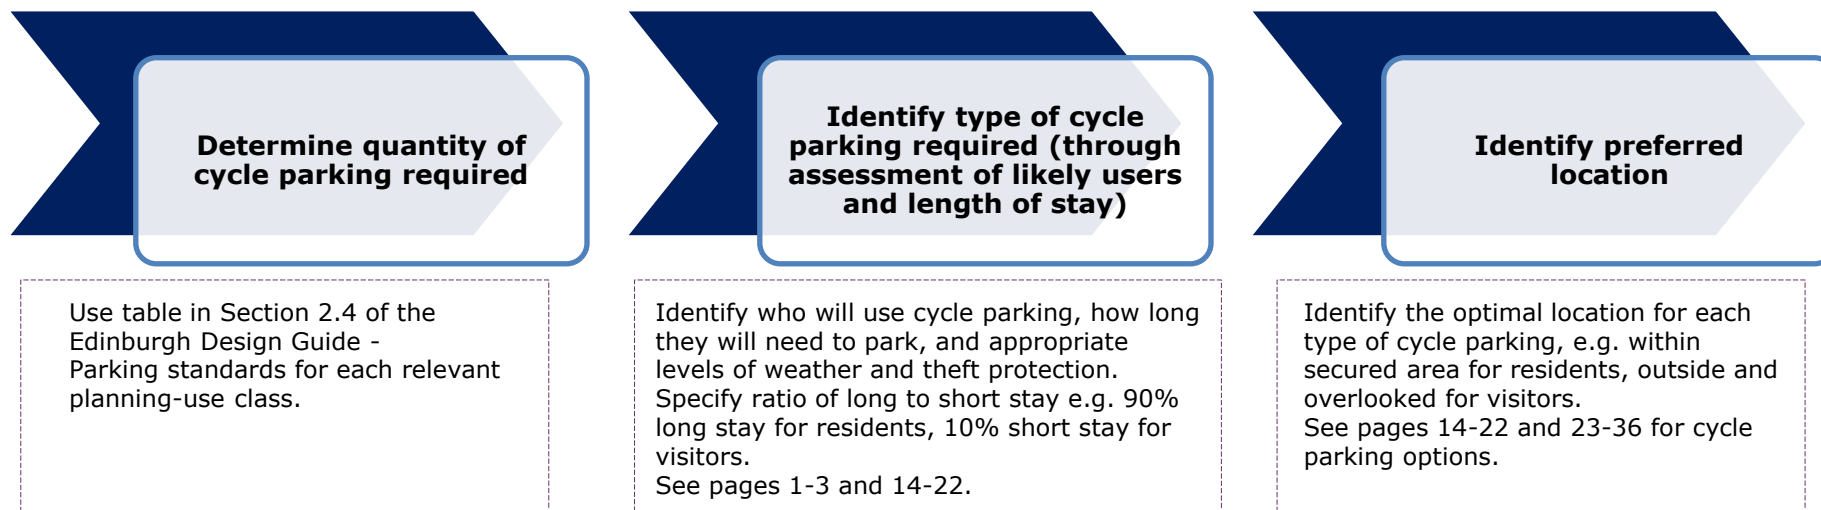 Determine quantity of
cycle parking required
Identify type of cycle
parking required (through
assessment of likely users
and length of stay)
Identify preferred
location
Use table in Section 2.4 of the
Edinburgh Design Guide -
Parking standards for each relevant
planning-use class.
Identify who will use cycle parking, how long
they will need to park, and appropriate
levels of weather and theft protection.
Specify ratio of long to short stay e.g. 90%
long stay for residents, 10% short stay for
visitors.
See pages 1-3 and 14-22.
Identify the optimal location for each
type of cycle parking, e.g. within
secured area for residents, outside and
overlooked for visitors.
See pages 14-22 and 23-36 for cycle
parking options.